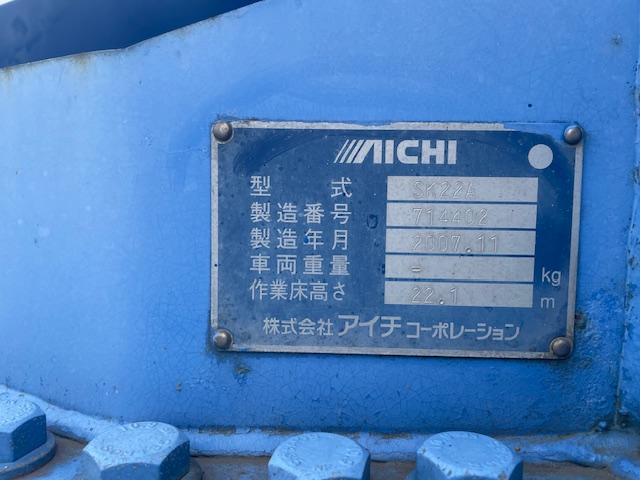 AICHI
型 式 SK22A
製造番号 714402
製造年月 2007.11
車両重量 - kg
作業床高さ 22.1 m
株式会社 アイチ コーポレーション